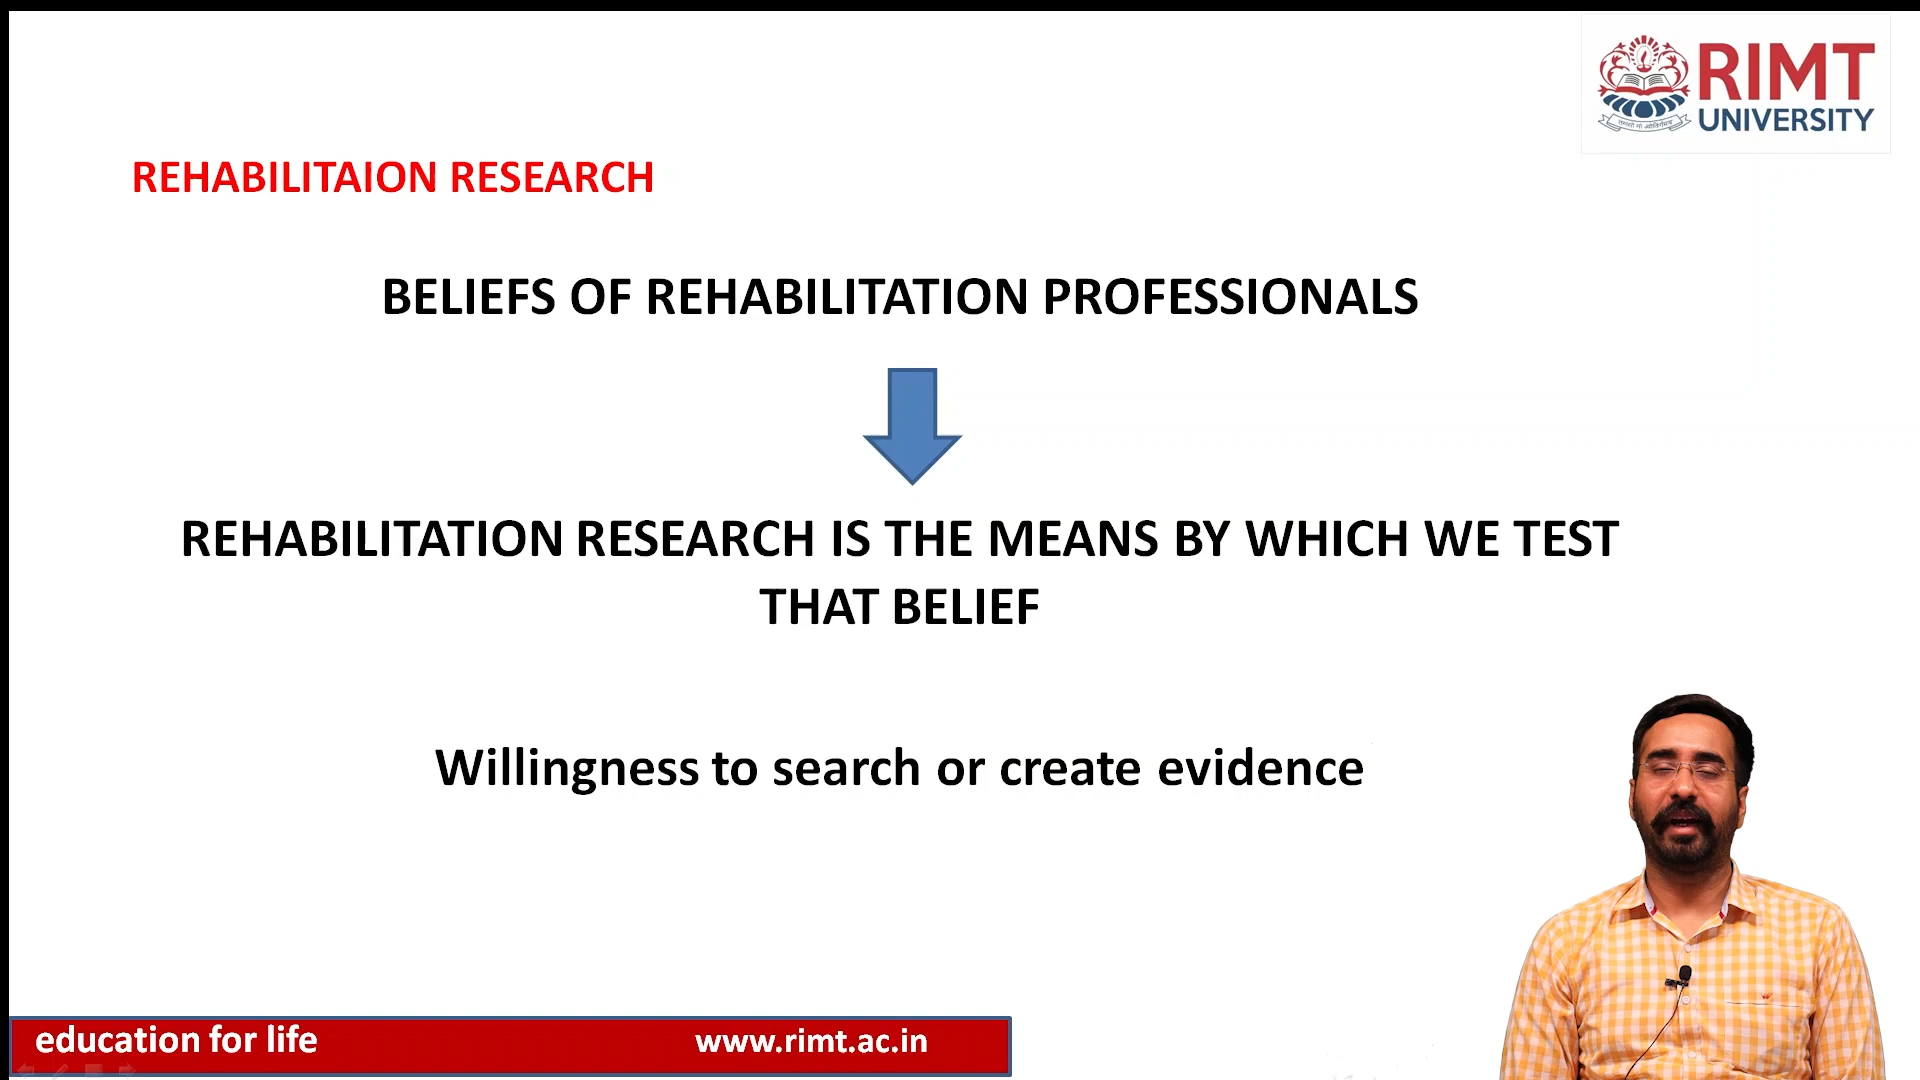 RIMT
UNIVERSITY
REHABILITAION RESEARCH
BELIEFS OF REHABILITATION PROFESSIONALS
REHABILITATION RESEARCH IS THE MEANS BY WHICH WE TEST
THAT BELIEF
Willingness to search or create evidence
education for life
www.rimt.ac.in